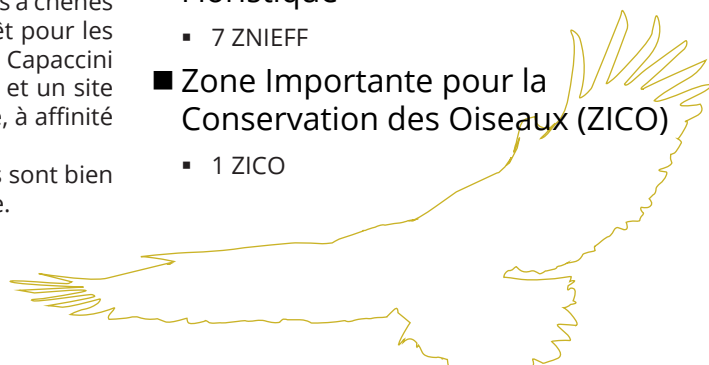 s à chênes
êt pour les
Capaccini
et un site
, à affinité
s sont bien
e.
▪ 7 ZNIEFF
■ Zone Importante pour la
Conservation des Oiseaux (ZICO)
▪ 1 ZICO